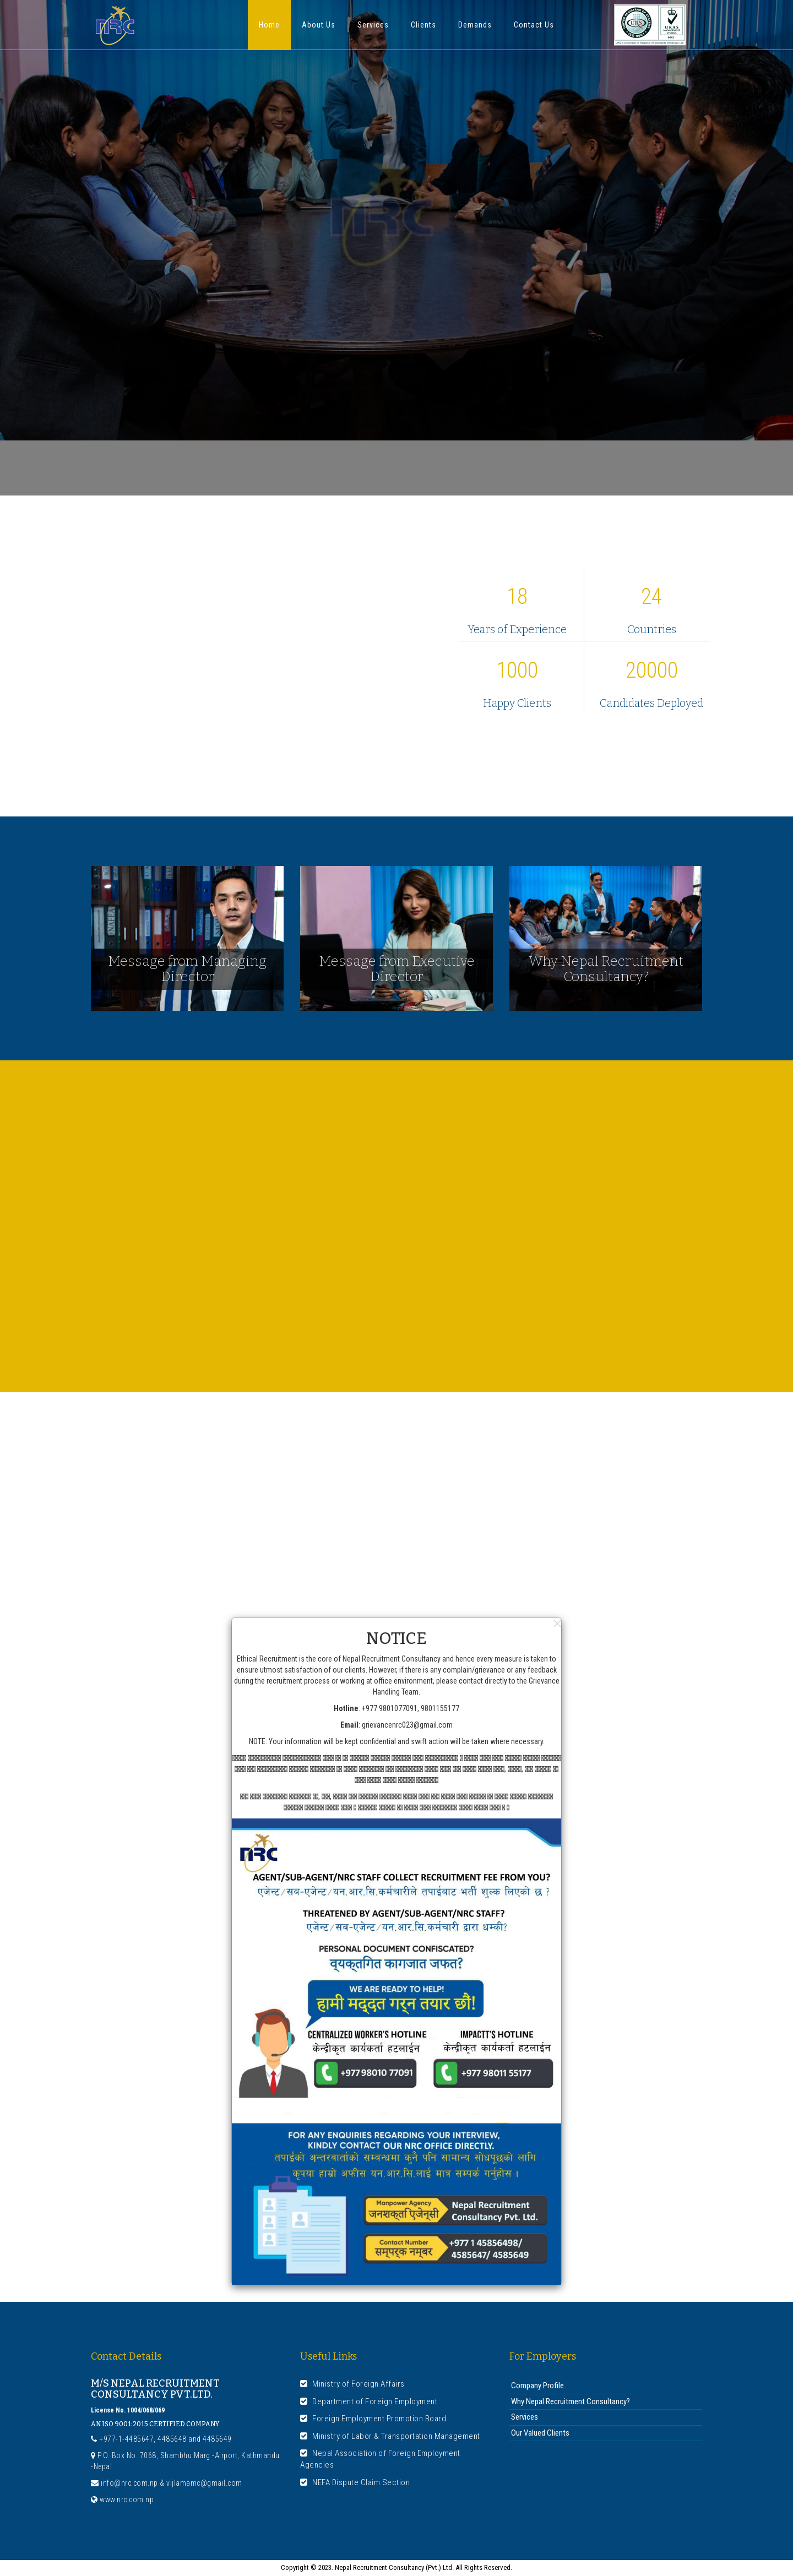 NRC
Home
About Us
Services
Clients
Demands
Contact Us
NRC
18
Years of Experience
24
Countries
1000
Happy Clients
20000
Candidates Deployed
Message from Managing
Director
Message from Executive
Director
Why Nepal Recruitment
Consultancy?
NOTICE
Ethical Recruitment is the core of Nepal Recruitment Consultancy and hence every measure is taken to
ensure utmost satisfaction of our clients. However, if there is any complain/grievance or any feedback
during the recruitment process or working at office environment, please contact directly to the Grievance
Handling Team.
Hotline: +977 9801077091, 9801155177
Email: grievancenrc023@gmail.com
NOTE: Your information will be kept confidential and swift action will be taken where necessary.
NRC
AGENT/SUB-AGENT/NRC STAFF COLLECT RECRUITMENT FEE FROM YOU?
एजेन्ट/सब-एजेन्ट/यन.आर.सि.कर्मचारीले तपाईबाट भर्ती शुल्क लिएको छ ?
THREATENED BY AGENT/SUB-AGENT/NRC STAFF?
एजेन्ट/सब-एजेन्ट/यन.आर.सि.कर्मचारी द्वारा धम्की?
PERSONAL DOCUMENT CONFISCATED?
व्यक्तगित कागजात जफत?
WE ARE READY TO HELP!
हामी मद्दत गर्न तयार छौ!
CENTRALIZED WORKER'S HOTLINE
केन्द्रीकृत कार्यकर्ता हटलाईन
+977 98010 77091
IMPACTT'S HOTLINE
केन्द्रीकृत कार्यकर्ता हटलाईन
+977 98011 55177
FOR ANY ENQUIRIES REGARDING YOUR INTERVIEW,
KINDLY CONTACT OUR NRC OFFICE DIRECTLY.
तपाईको अन्तरवार्ताको सम्बन्धमा कुनै पनि सामान्य सोधपूछको लागि
कृपया हाम्रो अफीस यन.आर.सि.लाई मात्र सम्पर्क गर्नुहोस ।
Manpower Agency
जनशक्ति एजेन्सी
Nepal Recruitment
Consultancy Pvt. Ltd.
Contact Number
सम्पर्क नम्बर
+977 1 45856498/
4585647/ 4585649
Contact Details
M/S NEPAL RECRUITMENT
CONSULTANCY PVT.LTD.
License No. 1004/068/069
AN ISO 9001:2015 CERTIFIED COMPANY
+977-1-4485647, 4485648 and 4485649
P.O. Box No. 7068, Shambhu Marg -Airport, Kathmandu
-Nepal
info@nrc.com.np & vijlamamc@gmail.com
www.nrc.com.np
Useful Links
Ministry of Foreign Affairs
Department of Foreign Employment
Foreign Employment Promotion Board
Ministry of Labor & Transportation Management
Nepal Association of Foreign Employment
Agencies
NEFA Dispute Claim Section
For Employers
Company Profile
Why Nepal Recruitment Consultancy?
Services
Our Valued Clients
Copyright © 2023. Nepal Recruitment Consultancy (Pvt.) Ltd. All Rights Reserved.